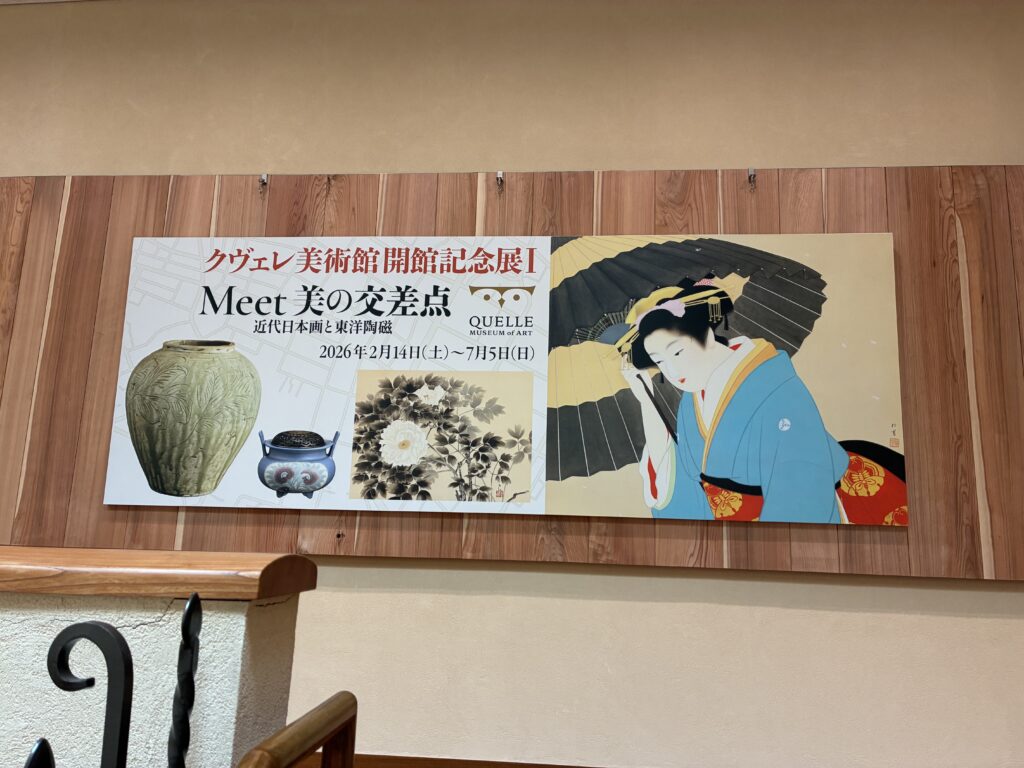 クヴェレ美術館 開館記念展Ⅰ
Meet 美の交差点
近代日本画と東洋陶磁
QUELLE
MUSEUM of ART
2026年2月14日(土)～7月5日(日)
松園